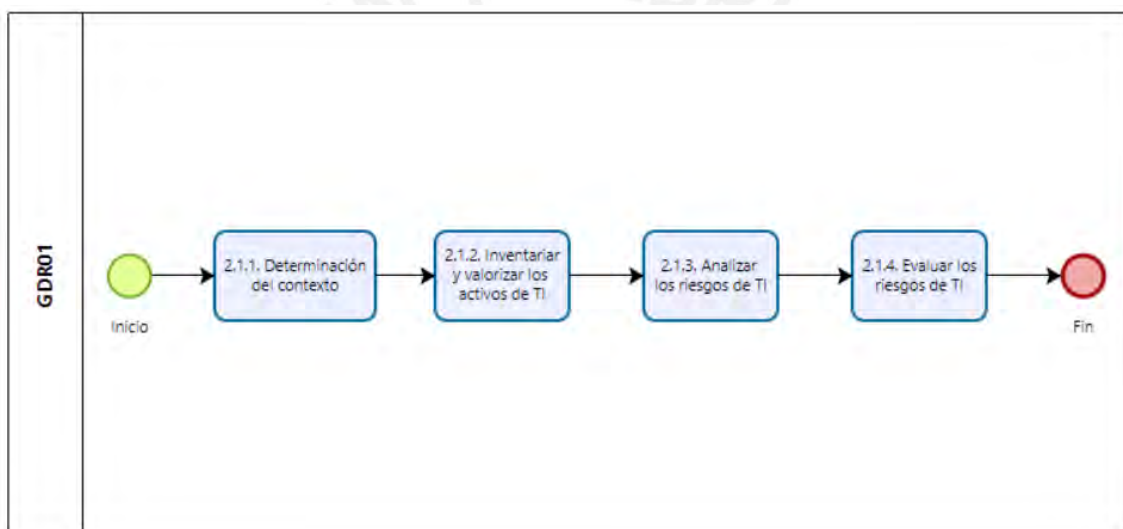 GDR01
Inicio
2.1.1. Determinación
del contexto
2.1.2. Inventariar
y valorizar los
activos de TI
2.1.3. Analizar
los riesgos de TI
2.1.4. Evaluar los
riesgos de TI
Fin